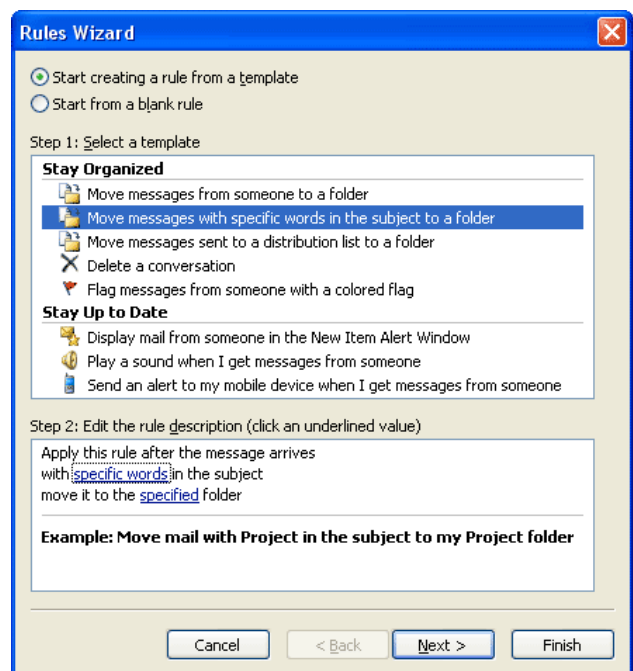 Rules Wizard
Start creating a rule from a template
Start from a blank rule
Step 1: Select a template
Stay Organized
Move messages from someone to a folder
Move messages with specific words in the subject to a folder
Move messages sent to a distribution list to a folder
Delete a conversation
Flag messages from someone with a colored flag
Stay Up to Date
Display mail from someone in the New Item Alert Window
Play a sound when I get messages from someone
Send an alert to my mobile device when I get messages from someone
Step 2: Edit the rule description (click an underlined value)
Apply this rule after the message arrives
with specific words in the subject
move it to the specified folder
Example: Move mail with Project in the subject to my Project folder
Cancel < Back Next > Finish